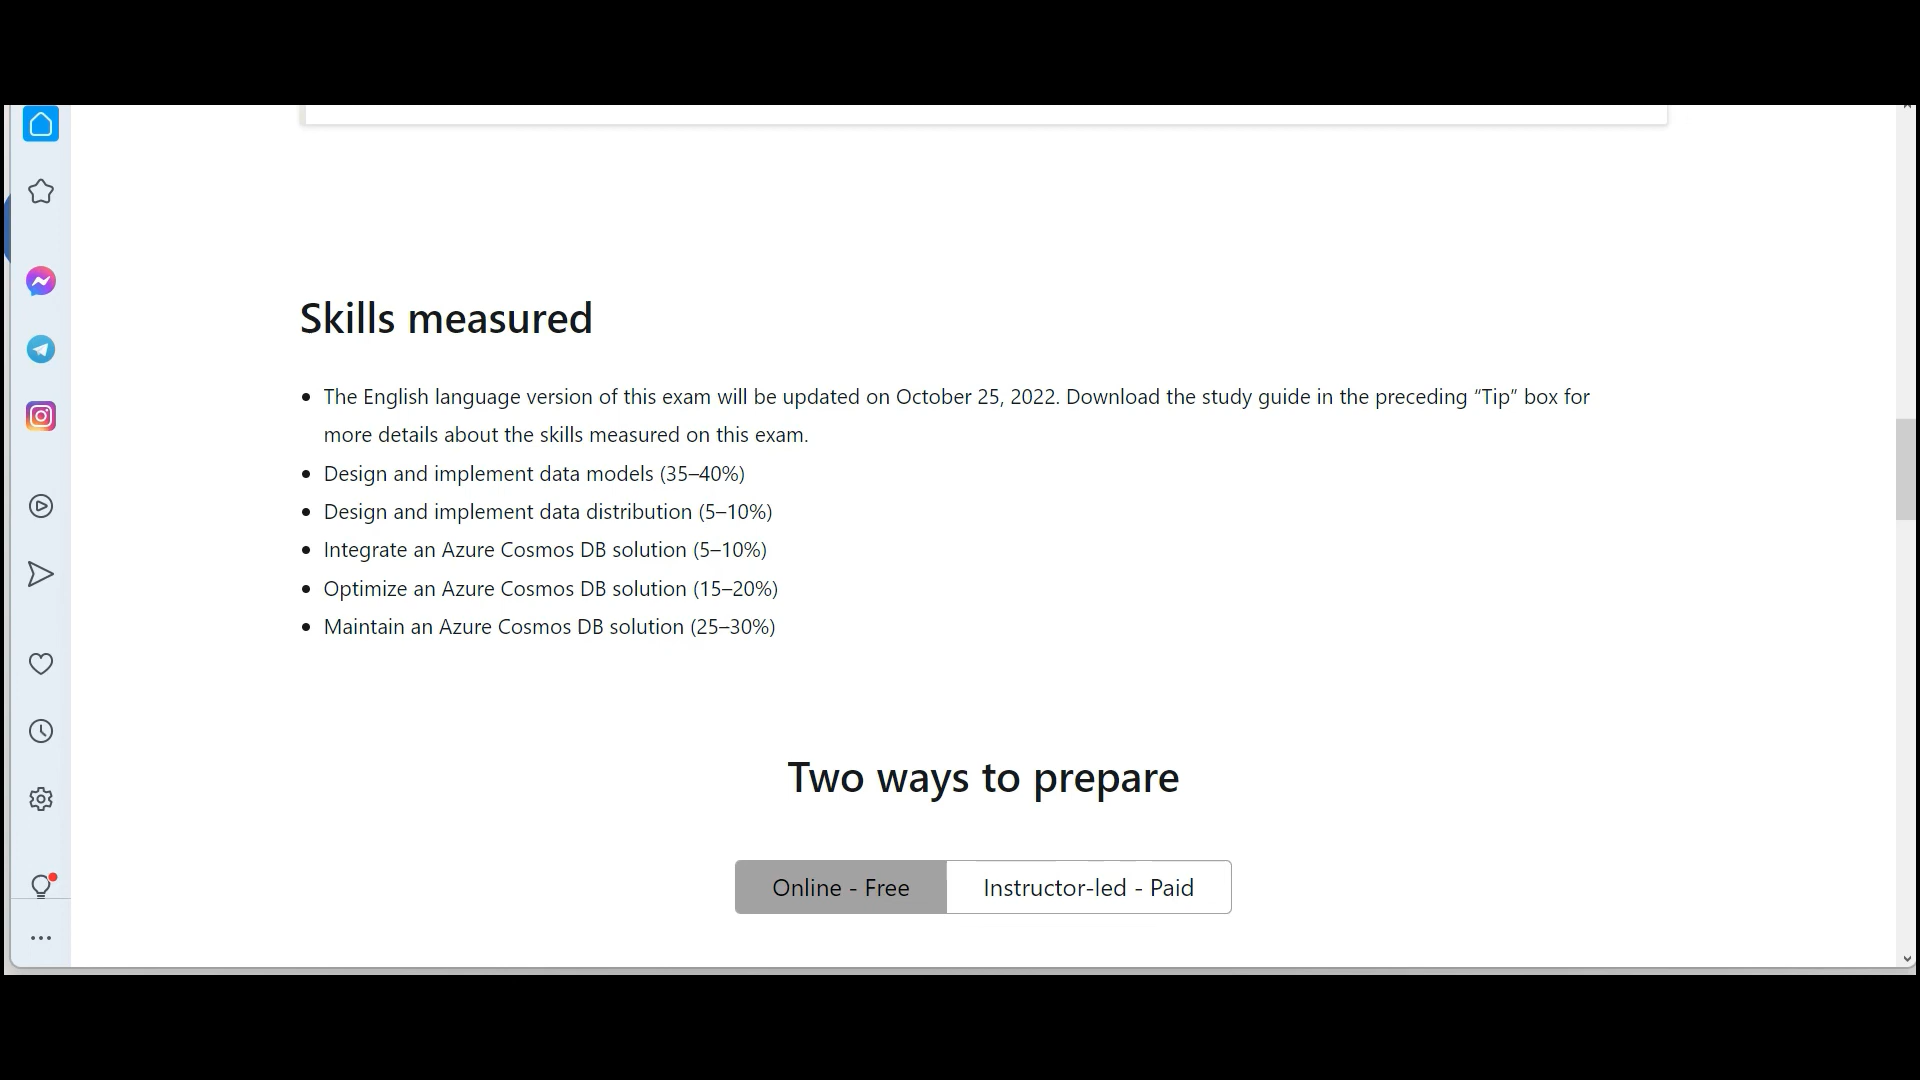 Skills measured
The English language version of this exam will be updated on October 25, 2022. Download the study guide in the preceding “Tip” box for
more details about the skills measured on this exam.
Design and implement data models (35–40%)
Design and implement data distribution (5–10%)
Integrate an Azure Cosmos DB solution (5–10%)
Optimize an Azure Cosmos DB solution (15–20%)
Maintain an Azure Cosmos DB solution (25–30%)
Two ways to prepare
Online - Free
Instructor-led - Paid